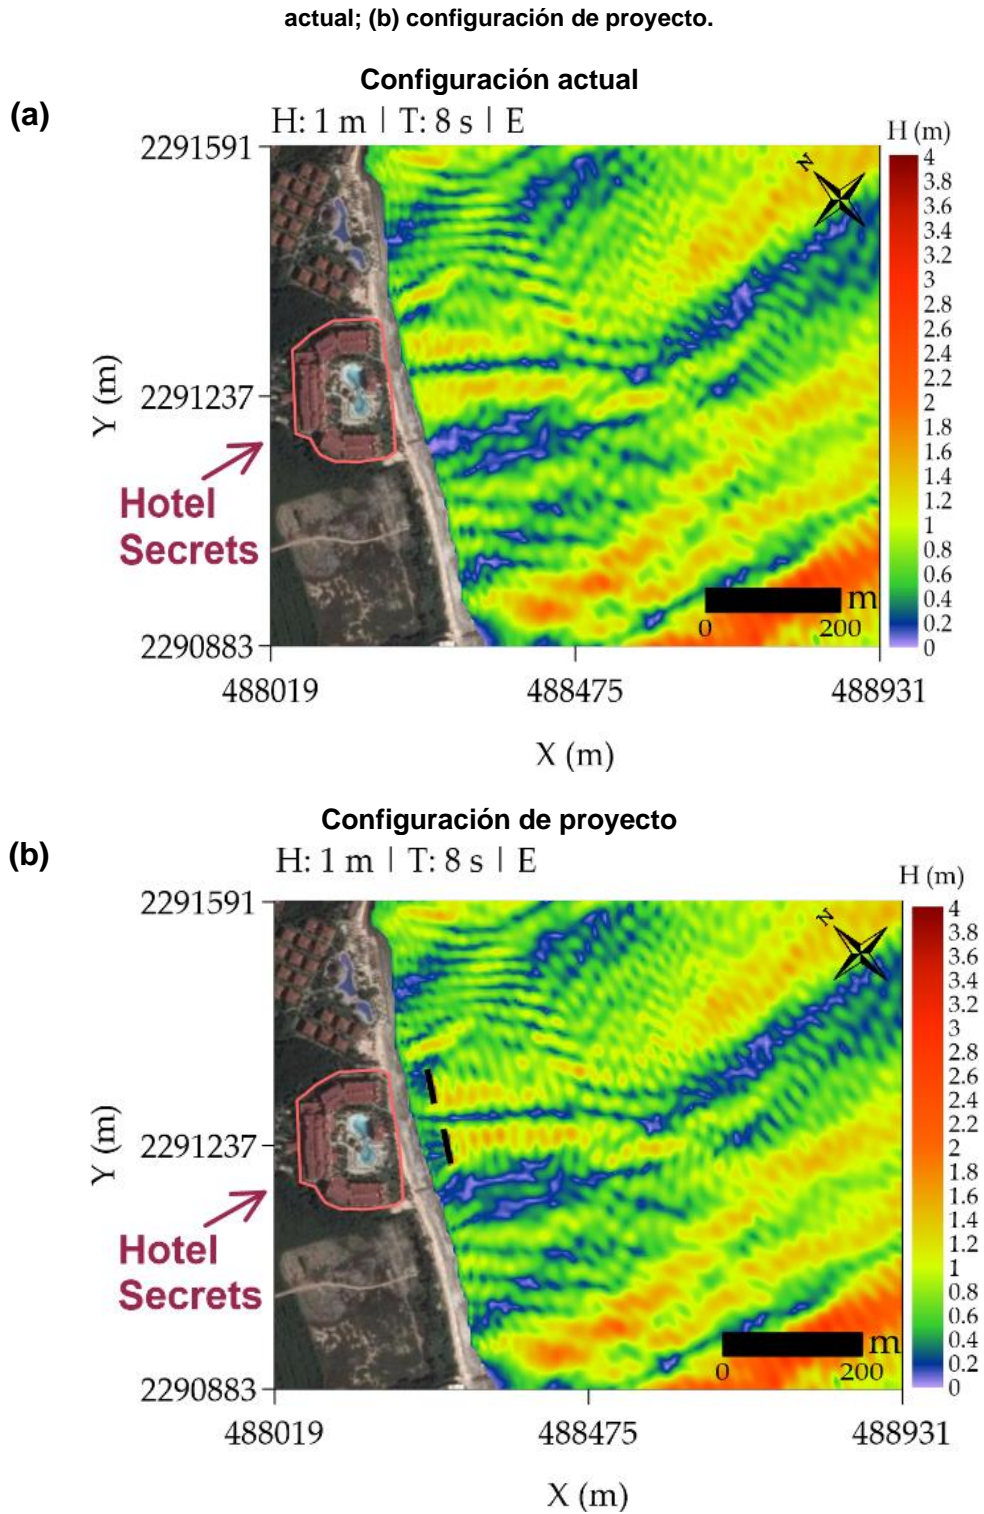 actual; (b) configuración de proyecto.
Configuración actual
(a)
H: 1 m | T: 8 s | E
H (m)
2291591
2291237
2290883
Y (m)
N
Hotel
Secrets
4
3.8
3.6
3.4
3.2
3
2.8
2.6
2.4
2.2
2
1.8
1.6
1.4
1.2
1
0.8
0.6
0.4
0.2
0
m
0 200
488019 488475 488931
X (m)
Configuración de proyecto
(b)
H: 1 m | T: 8 s | E
H (m)
2291591
2291237
2290883
Y (m)
N
Hotel
Secrets
4
3.8
3.6
3.4
3.2
3
2.8
2.6
2.4
2.2
2
1.8
1.6
1.4
1.2
1
0.8
0.6
0.4
0.2
0
m
0 200
488019 488475 488931
X (m)